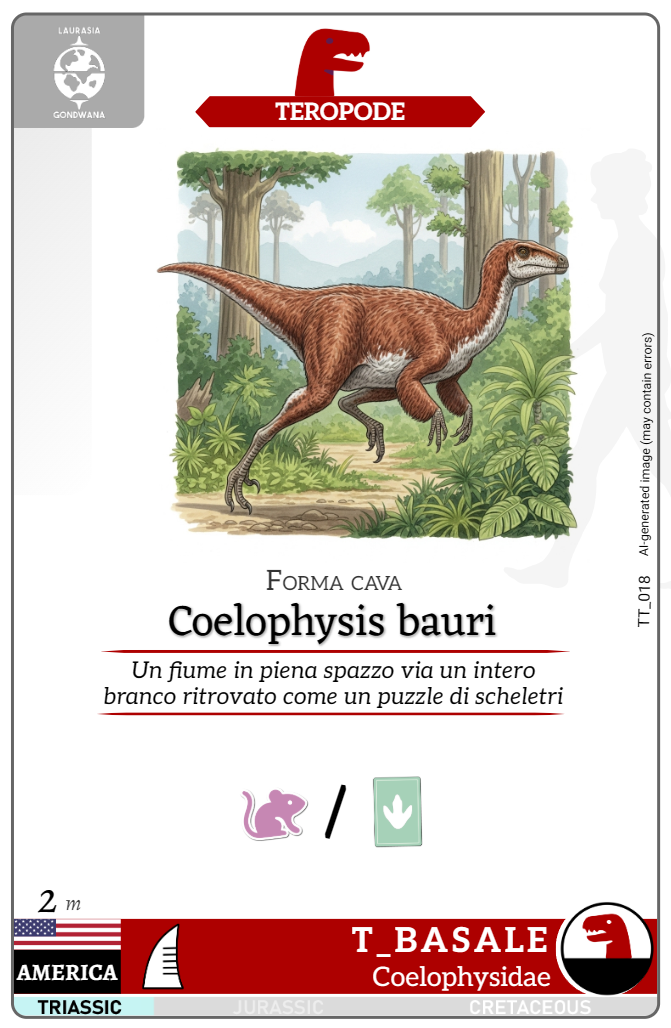 LAURASIA
GONDWANA
TEROPODE
AI-generated image (may contain errors)
TT_018
Forma cava
Coelophysis bauri
Un fiume in piena spazzo via un intero
branco ritrovato come un puzzle di scheletri
/
2 m
AMERICA
T_BASALE
Coelophysidae
TRIASSIC
JURASSIC
CRETACEOUS